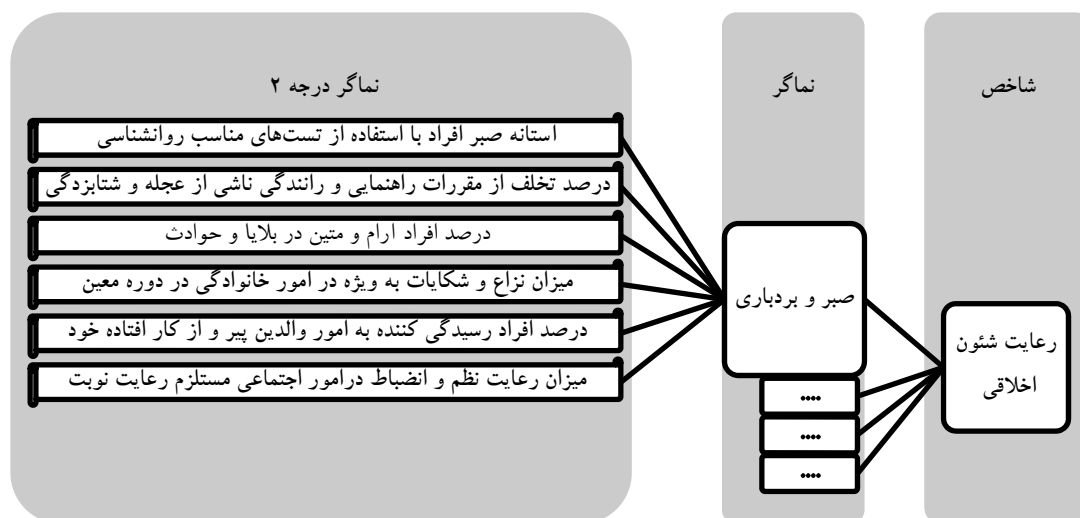 شاخص
نماگر
نماگر درجه ۲
رعایت شئون
اخلاقی
صبر و بردباری
....
....
....
استانه صبر افراد با استفاده از تست‌های مناسب روانشناسی
درصد تخلف از مقررات راهنمایی و رانندگی ناشی از عجله و شتابزدگی
درصد افراد ارام و متین در بلایا و حوادث
میزان نزاع و شکایات به ویژه در امور خانوادگی در دوره معین
درصد افراد رسیدگی کننده به امور والدین پیر و از کار افتاده خود
میزان رعایت نظم و انضباط درامور اجتماعی مستلزم رعایت نوبت